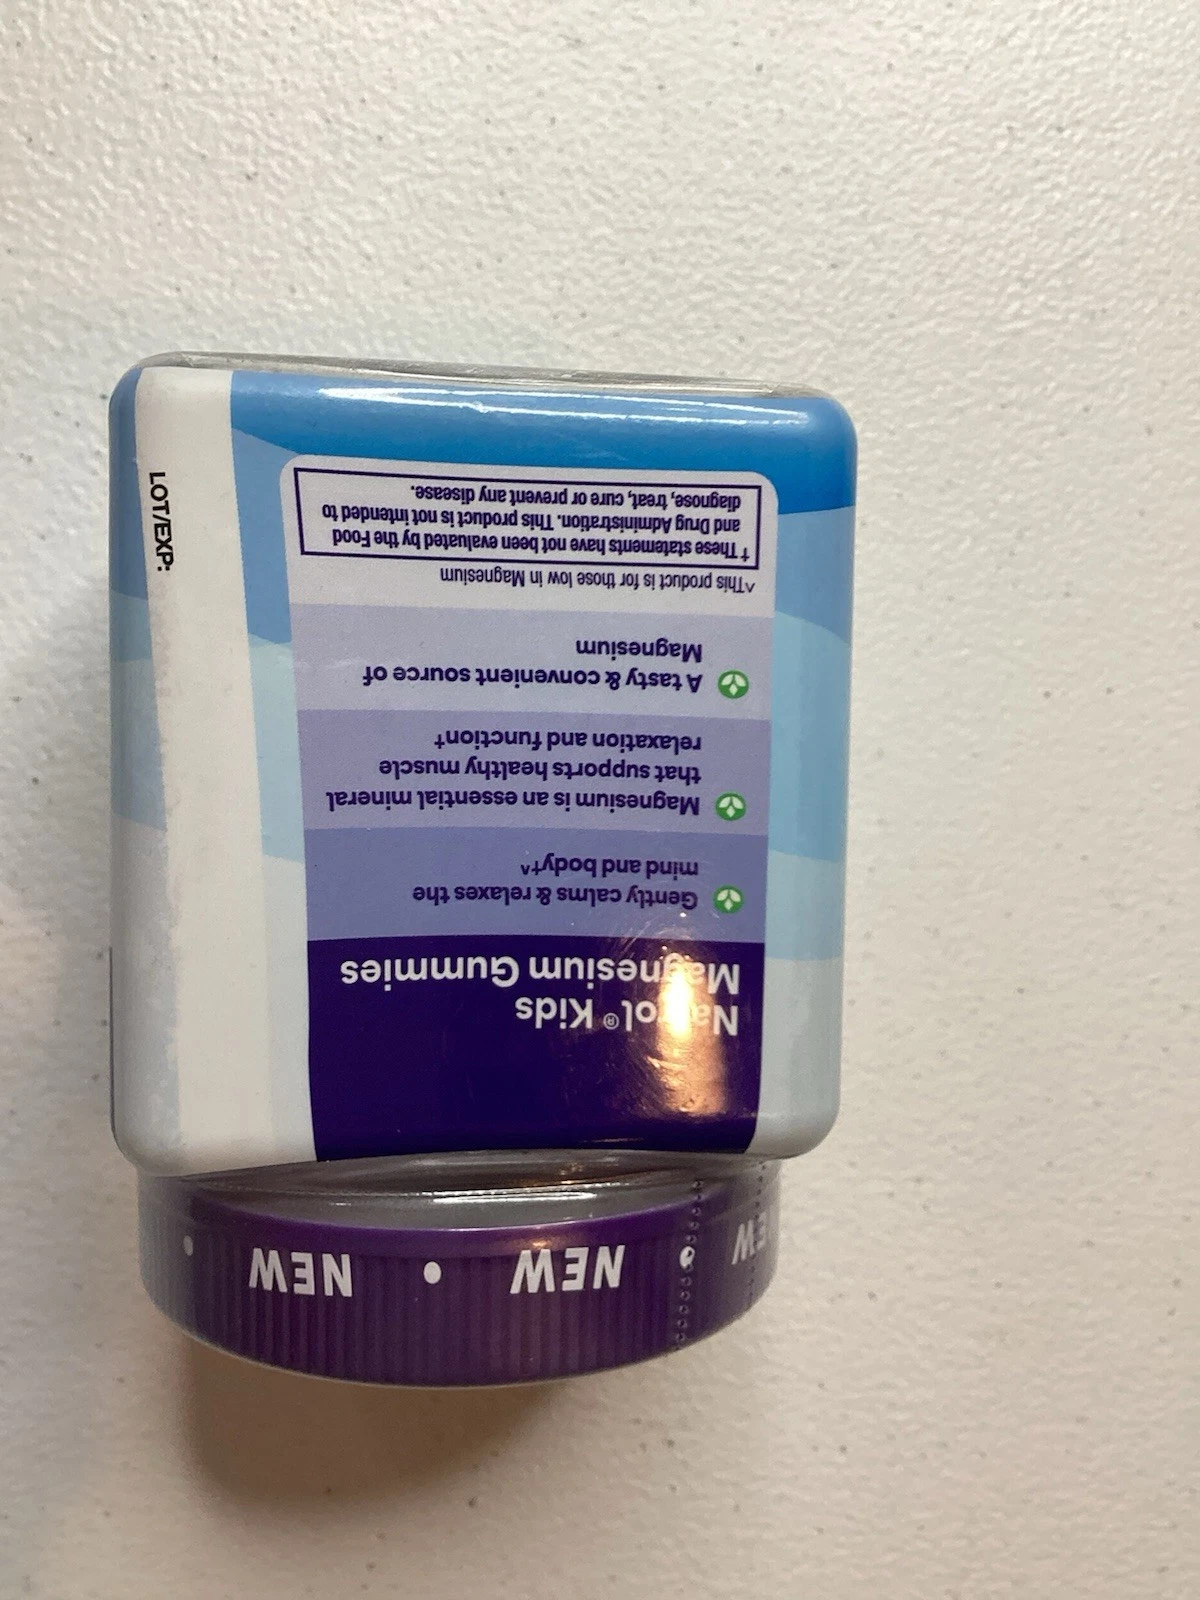 Natrol® Kids
Magnesium Gummies
Gently calms & relaxes the
mind and body†^
Magnesium is an essential mineral
that supports healthy muscle
relaxation and function†
A tasty & convenient source of
Magnesium
^This product is for those low in Magnesium
† These statements have not been evaluated by the Food
and Drug Administration. This product is not intended to
diagnose, treat, cure or prevent any disease.
LOT/EXP:
NEW • NEW •